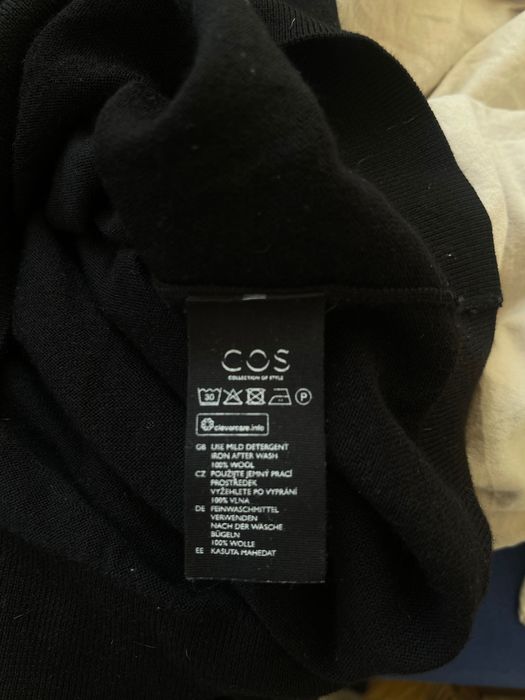 COS
COLLECTION OF STYLE
30 P
clevercare.info
GB USE MILD DETERGENT
IRON AFTER WASH
100% WOOL
CZ POUŽIJTE JEMNÝ PRACÍ
PROSTŘEDEK
VYŽEHLETE PO VYPRÁNÍ
100% VLNA
DE FEINWASCHMITTEL
VERWENDEN
NACH DER WÄSCHE
BÜGELN
100% WOLLE
EE KASUTA MAHEDAT